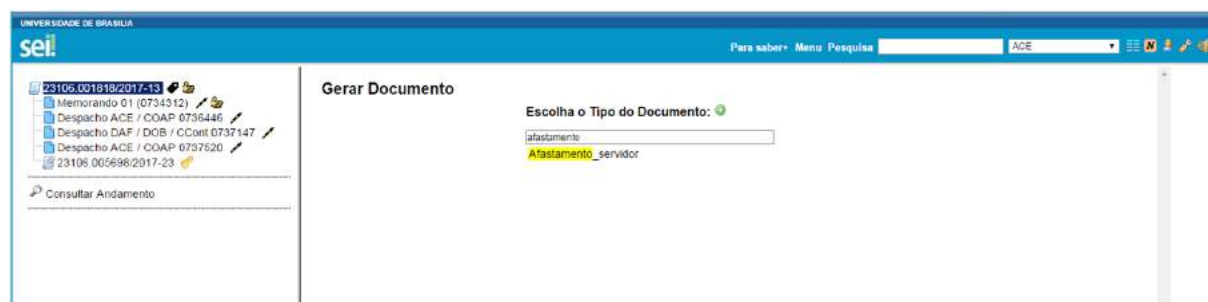 UNIVERSIDADE DE BRASILIA
sei!
Para saber+ Menu Pesquisa
ACE
23106.001818/2017-13
Memorando 01 (0734312)
Despacho ACE / COAP 0736446
Despacho DAF / DOB / CCont 0737147
Despacho ACE / COAP 0737520
23106.005698/2017-23
Consultar Andamento
Gerar Documento
Escolha o Tipo do Documento:
afastamento
Afastamento_servidor